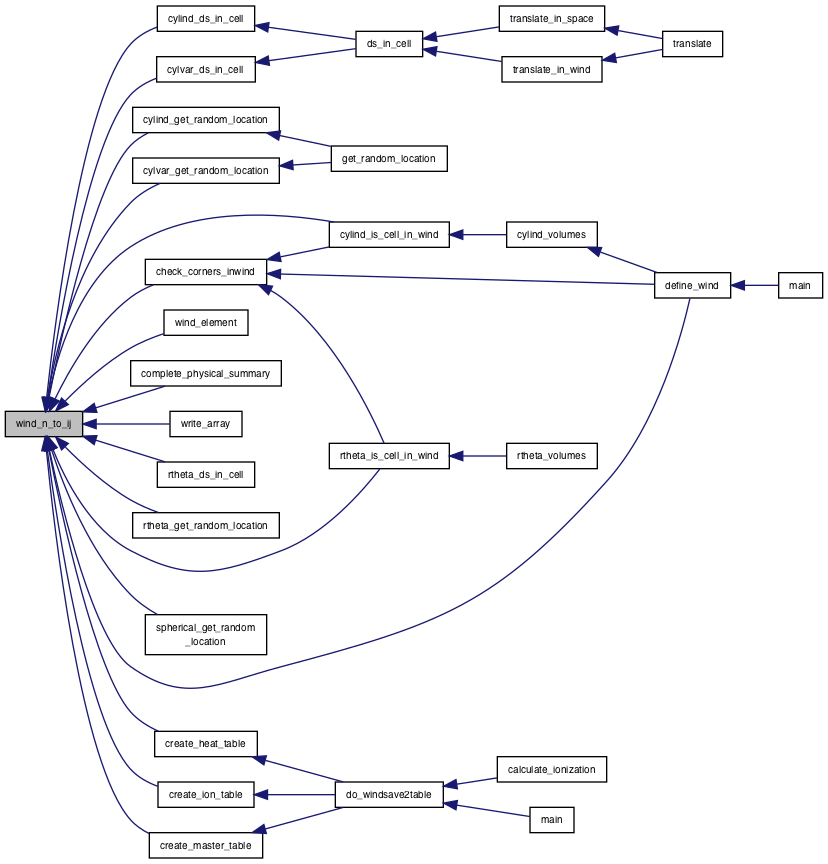 cylind_ds_in_cell
translate_in_space
ds_in_cell
translate
cylvar_ds_in_cell
translate_in_wind
cylind_get_random_location
get_random_location
cylvar_get_random_location
cylind_is_cell_in_wind
cylind_volumes
check_corners_inwind
define_wind
main
wind_element
complete_physical_summary
wind_n_to_ij
write_array
rtheta_is_cell_in_wind
rtheta_volumes
rtheta_ds_in_cell
rtheta_get_random_location
spherical_get_random
_location
create_heat_table
calculate_ionization
create_ion_table
do_windsave2table
main
create_master_table